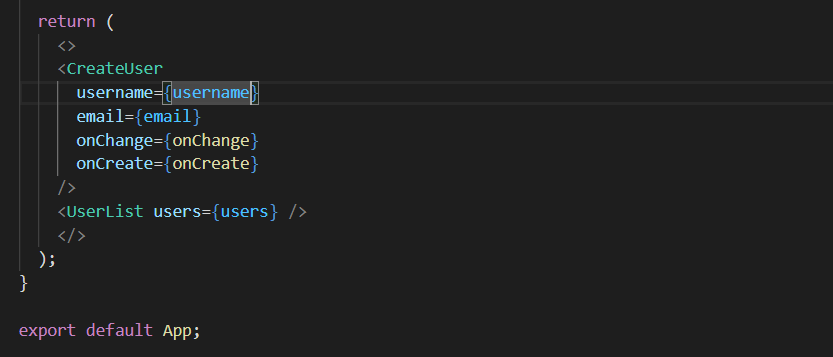 return (
<>
<CreateUser
username={username}
email={email}
onChange={onChange}
onCreate={onCreate}
/>
<UserList users={users} />
</>
);
}
export default App;